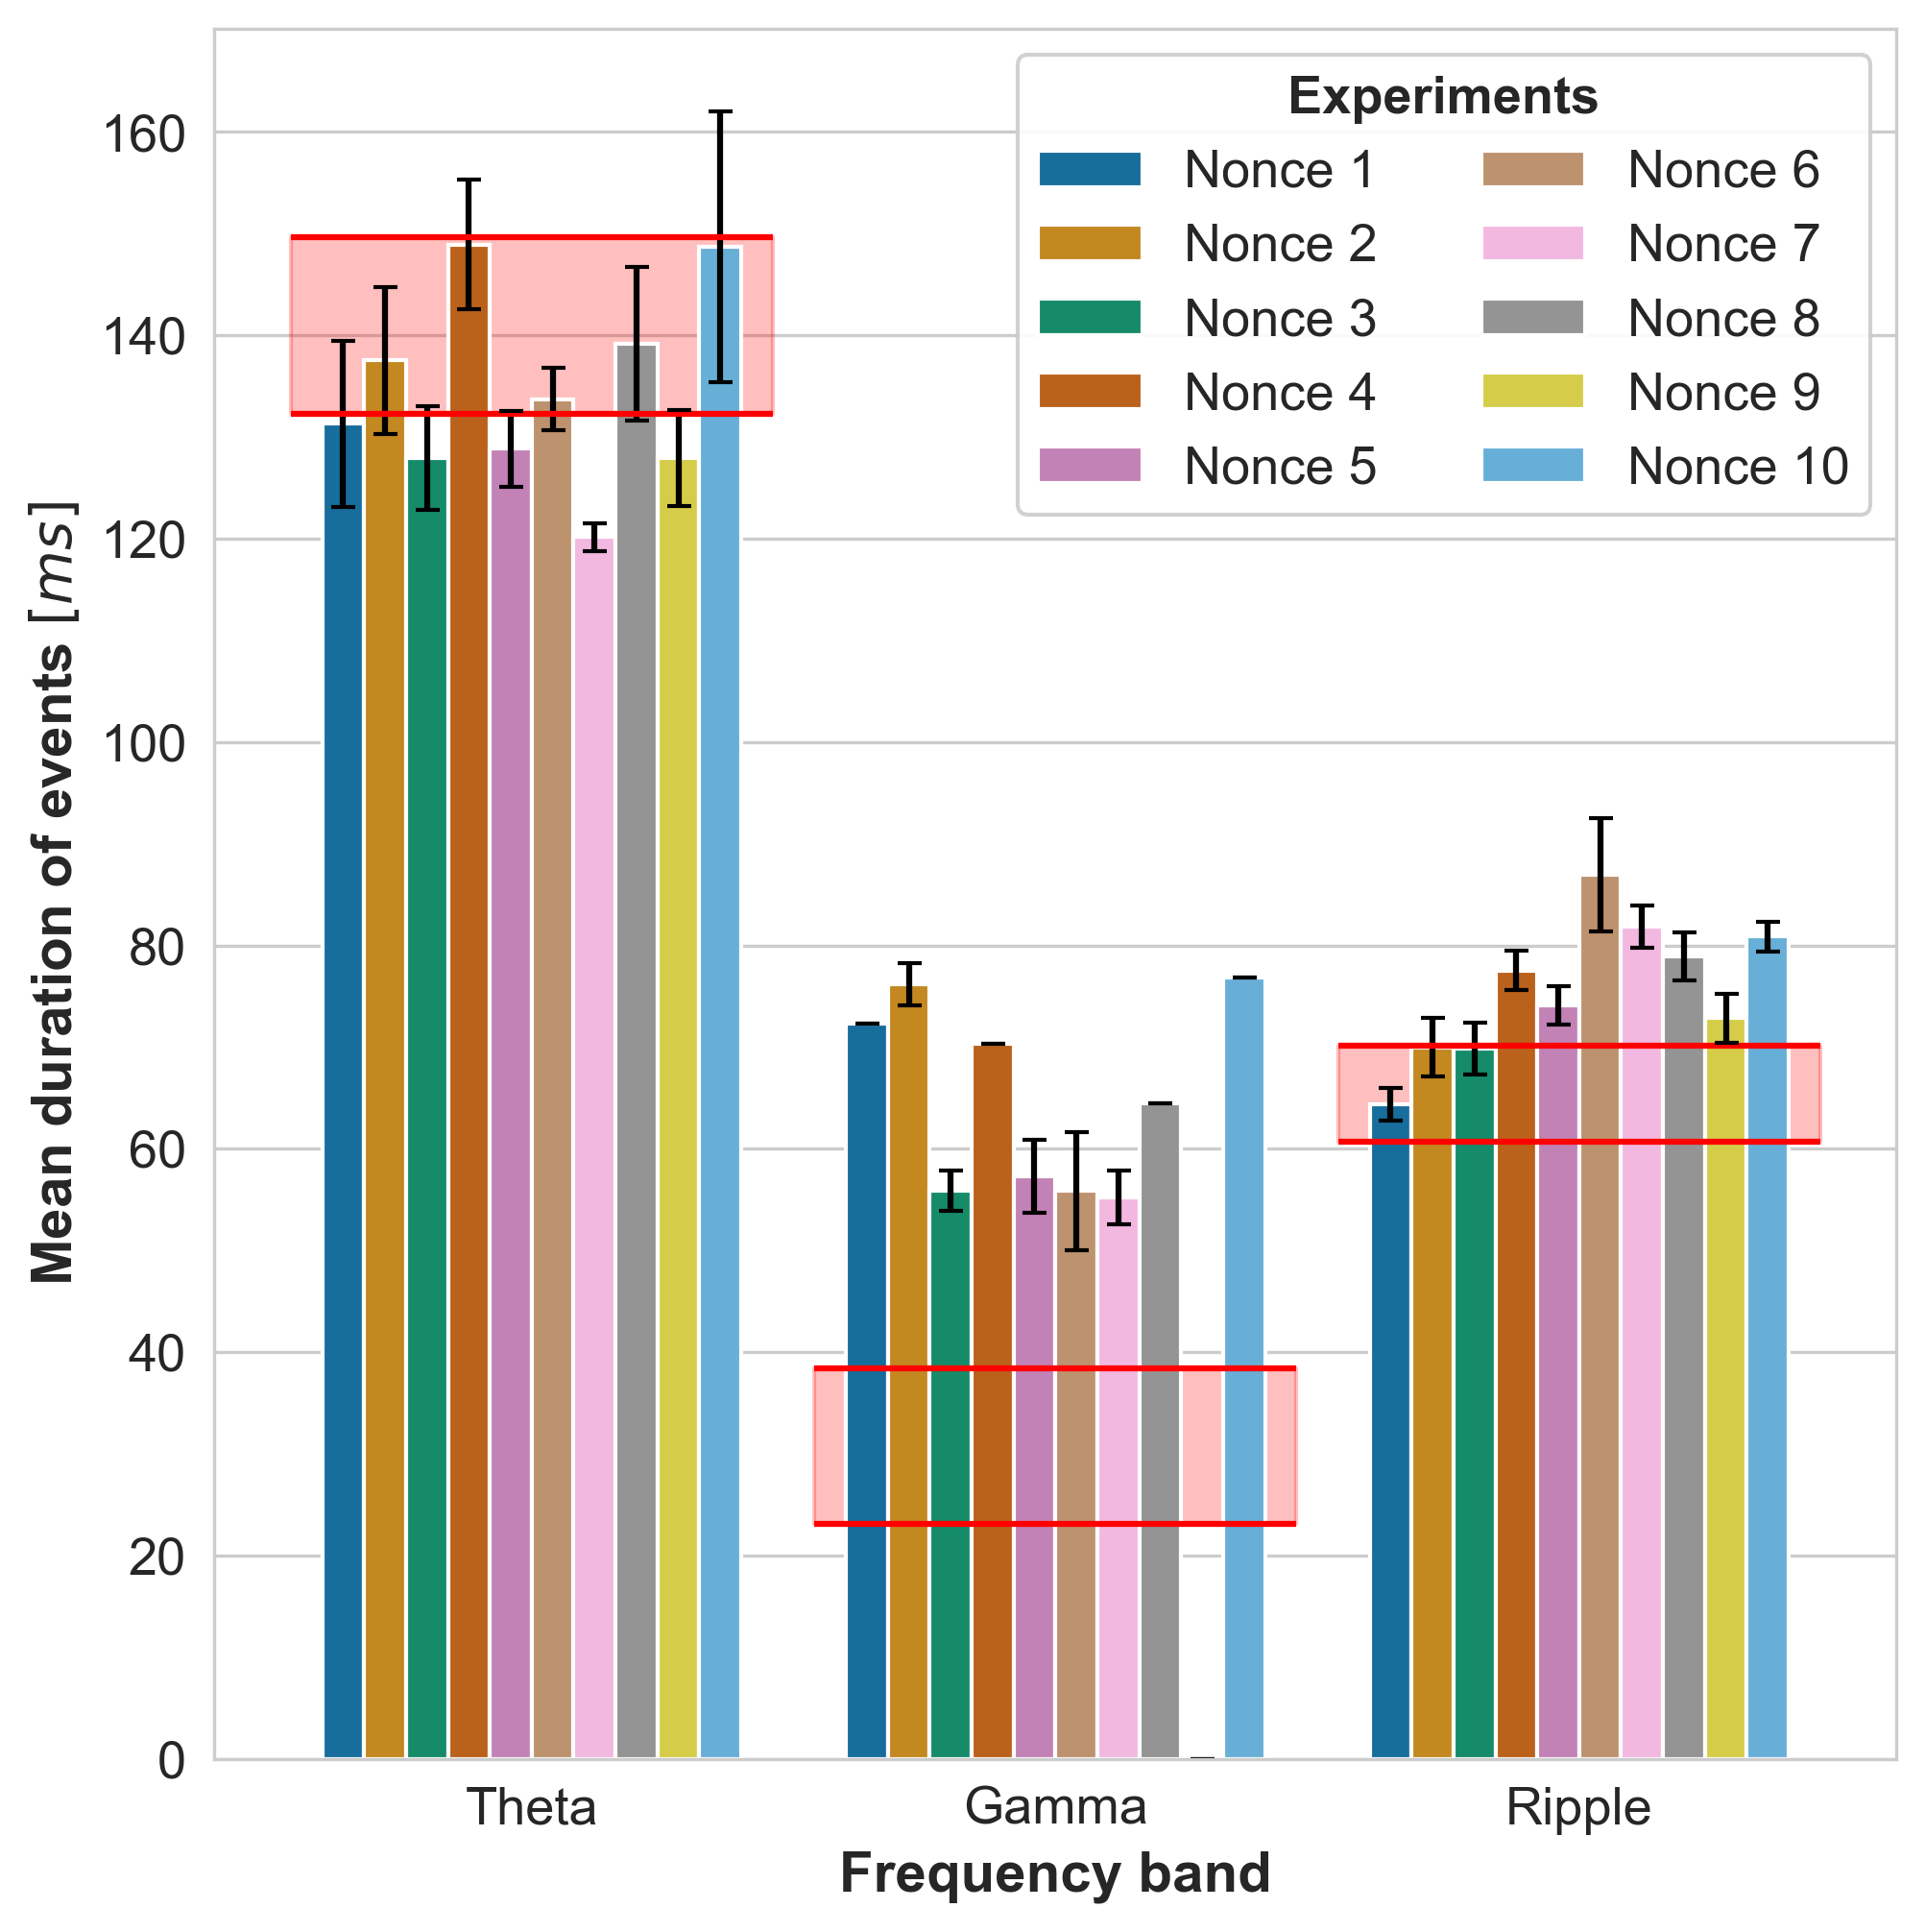 Experiments
Nonce 1
Nonce 2
Nonce 3
Nonce 4
Nonce 5
Nonce 6
Nonce 7
Nonce 8
Nonce 9
Nonce 10
Mean duration of events [ms]
160
140
120
100
80
60
40
20
0
Theta
Gamma
Ripple
Frequency band